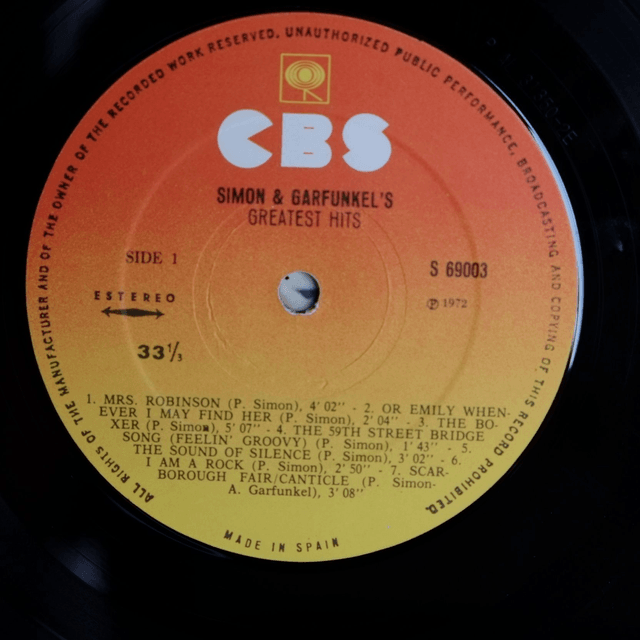 ALL RIGHTS OF THE MANUFACTURER AND OF THE OWNER OF THE RECORDED WORK RESERVED. UNAUTHORIZED PUBLIC PERFORMANCE, BROADCASTING AND COPYING OF THIS RECORD PROHIBITED.
CBS
SIMON & GARFUNKEL'S
GREATEST HITS
SIDE 1
S 69003
ESTEREO
℗ 1972
33 1/3
1. MRS. ROBINSON (P. Simon), 4' 02'' - 2. OR EMILY WHEN-
EVER I MAY FIND HER (P. Simon), 2' 04'' - 3. THE BO-
XER (P. Simon), 5' 07'' - 4. THE 59TH STREET BRIDGE
SONG (FEELIN' GROOVY) (P. Simon), 1' 43'' - 5.
THE SOUND OF SILENCE (P. Simon), 3' 02'' - 6.
I AM A ROCK (P. Simon), 2' 50'' - 7. SCAR-
BOROUGH FAIR/CANTICLE (P. Simon-
A. Garfunkel), 3' 08''
MADE IN SPAIN